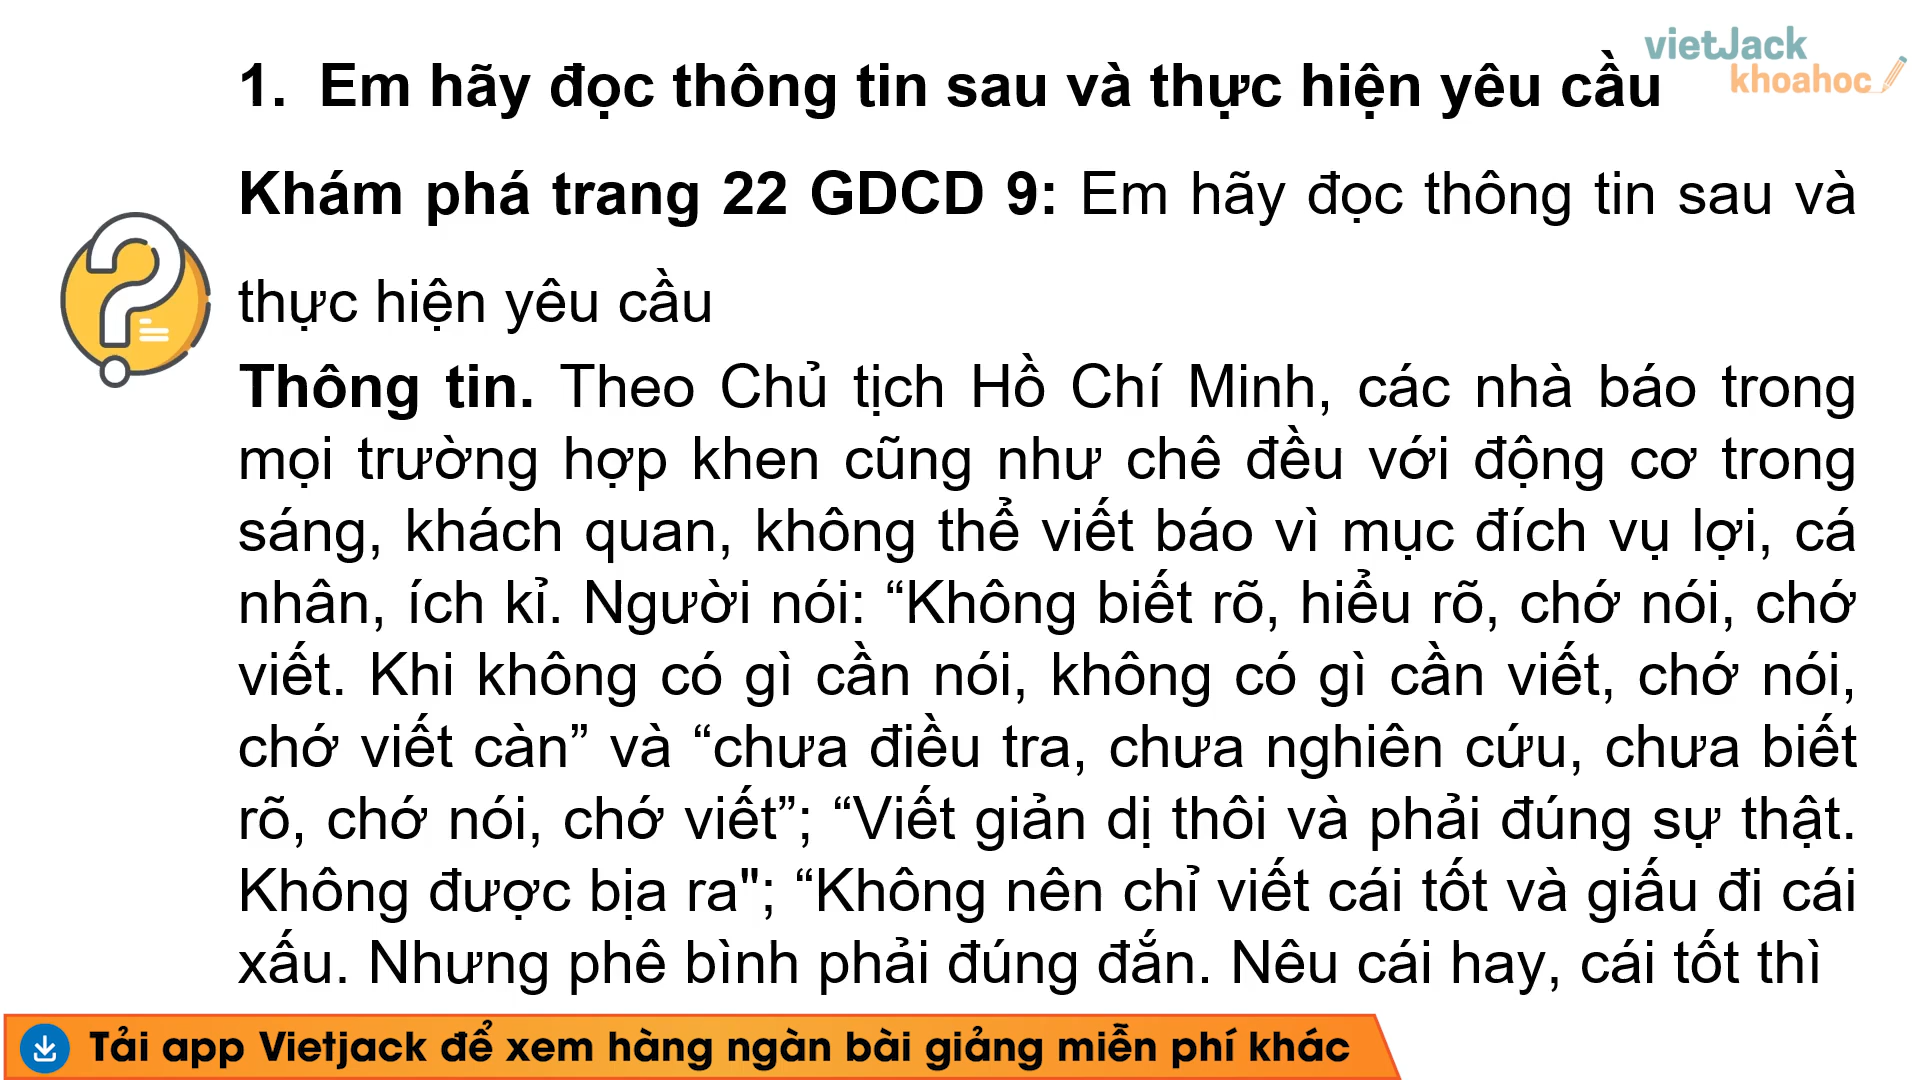 vietJack
khoahoc
1. Em hãy đọc thông tin sau và thực hiện yêu cầu
Khám phá trang 22 GDCD 9: Em hãy đọc thông tin sau và
thực hiện yêu cầu
Thông tin. Theo Chủ tịch Hồ Chí Minh, các nhà báo trong
mọi trường hợp khen cũng như chê đều với động cơ trong
sáng, khách quan, không thể viết báo vì mục đích vụ lợi, cá
nhân, ích kỉ. Người nói: “Không biết rõ, hiểu rõ, chớ nói, chớ
viết. Khi không có gì cần nói, không có gì cần viết, chớ nói,
chớ viết càn” và “chưa điều tra, chưa nghiên cứu, chưa biết
rõ, chớ nói, chớ viết”; “Viết giản dị thôi và phải đúng sự thật.
Không được bịa ra"; “Không nên chỉ viết cái tốt và giấu đi cái
xấu. Nhưng phê bình phải đúng đắn. Nêu cái hay, cái tốt thì
Tải app Vietjack để xem hàng ngàn bài giảng miễn phí khác